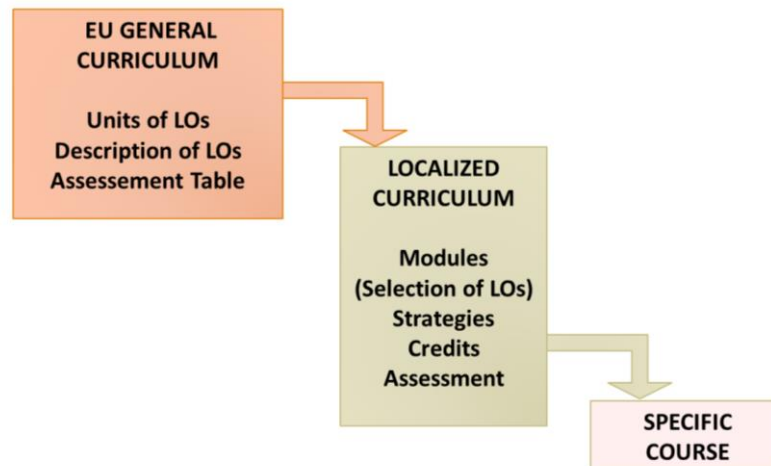 EU GENERAL
CURRICULUM
Units of LOs
Description of LOs
Assessement Table
LOCALIZED
CURRICULUM
Modules
(Selection of LOs)
Strategies
Credits
Assessment
SPECIFIC
COURSE